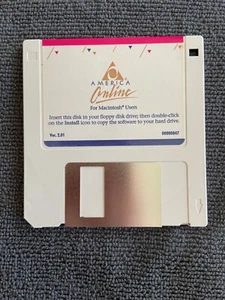 AMERICA
Online
For Macintosh® Users
Insert this disk in your floppy disk drive; then double-click
on the Install icon to copy the software to your hard drive.
Ver. 2.01